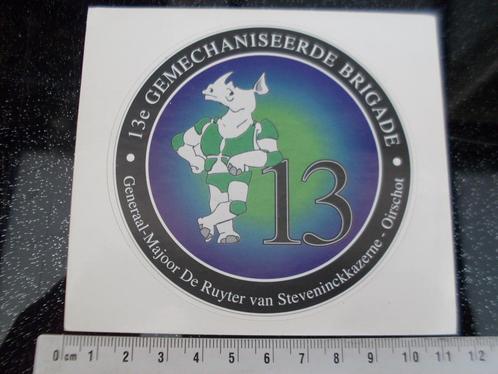 13e GEMECHANISEERDE BRIGADE
13
Generaal-Majoor De Ruyter van Steveninckkazerne - Oirschot
0 cm 1 2 3 4 5 6 7 8 9 10 11 12